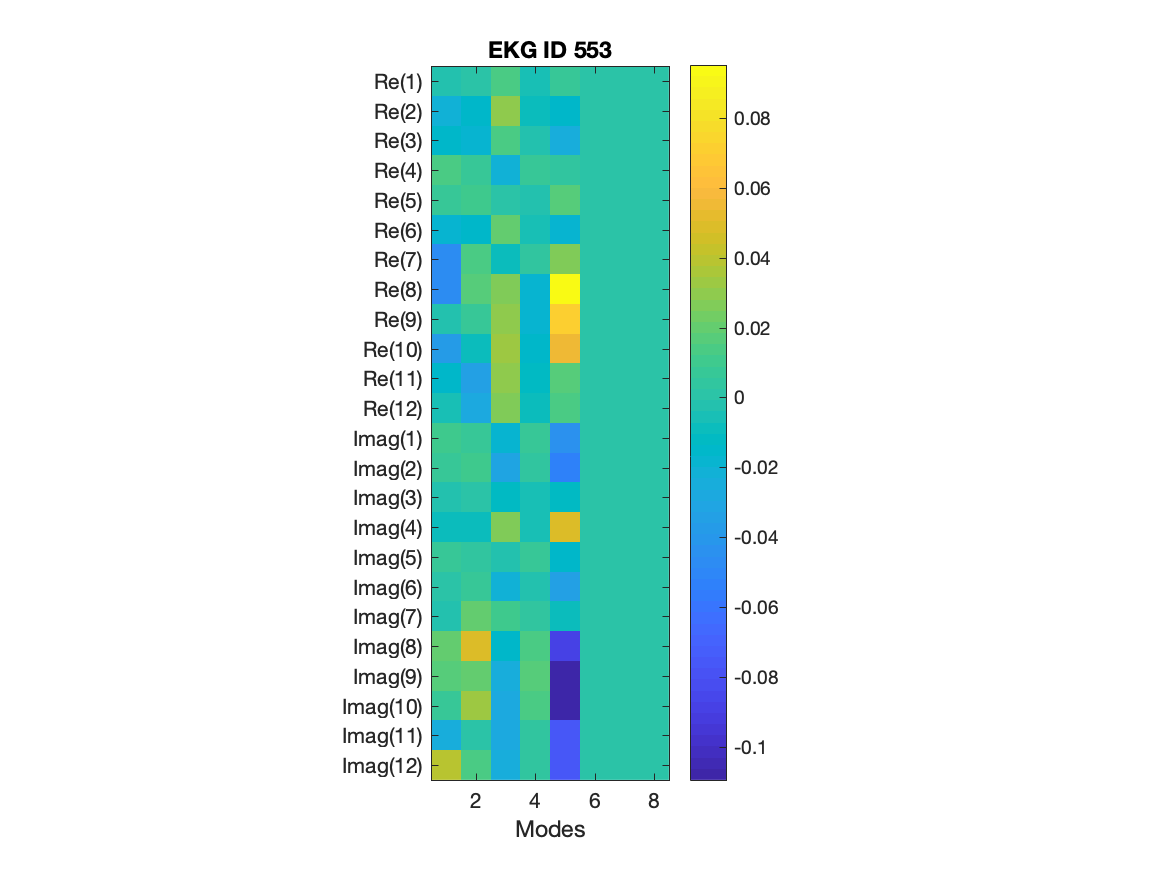 EKG ID 553
Re(1)
Re(2)
Re(3)
Re(4)
Re(5)
Re(6)
Re(7)
Re(8)
Re(9)
Re(10)
Re(11)
Re(12)
Imag(1)
Imag(2)
Imag(3)
Imag(4)
Imag(5)
Imag(6)
Imag(7)
Imag(8)
Imag(9)
Imag(10)
Imag(11)
Imag(12)
2 4 6 8
Modes
0.08
0.06
0.04
0.02
0
-0.02
-0.04
-0.06
-0.08
-0.1